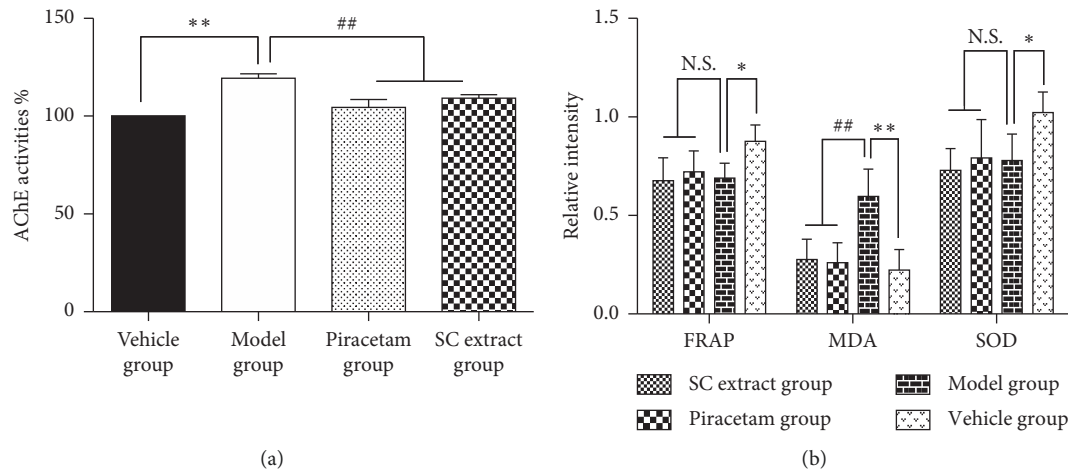 150
100
50
0
AChE activities %
**
##
Vehicle group
Model group
Piracetam group
SC extract group
(a)
1.5
1.0
0.5
0.0
Relative intensity
N.S.
*
##
**
N.S.
*
FRAP
MDA
SOD
SC extract group
Model group
Piracetam group
Vehicle group
(b)